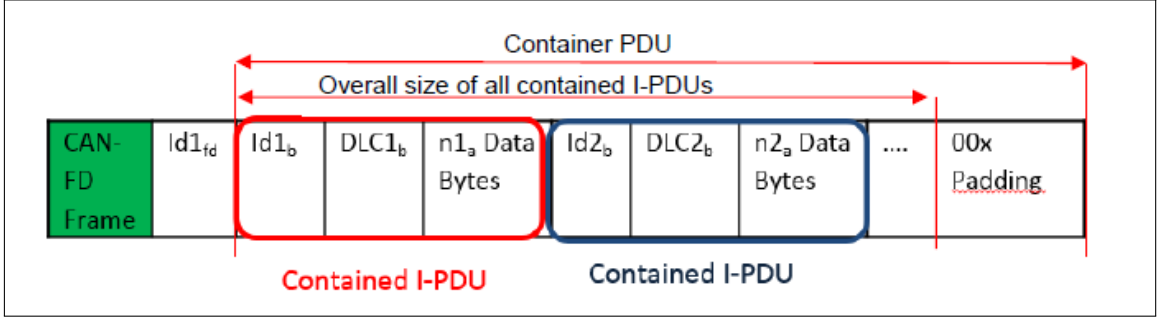 Container PDU
Overall size of all contained I-PDUs
CAN-
FD
Frame
Id1fd
Id1b
DLC1b
n1a Data
Bytes
Id2b
DLC2b
n2a Data
Bytes
....
00x
Padding
Contained I-PDU
Contained I-PDU